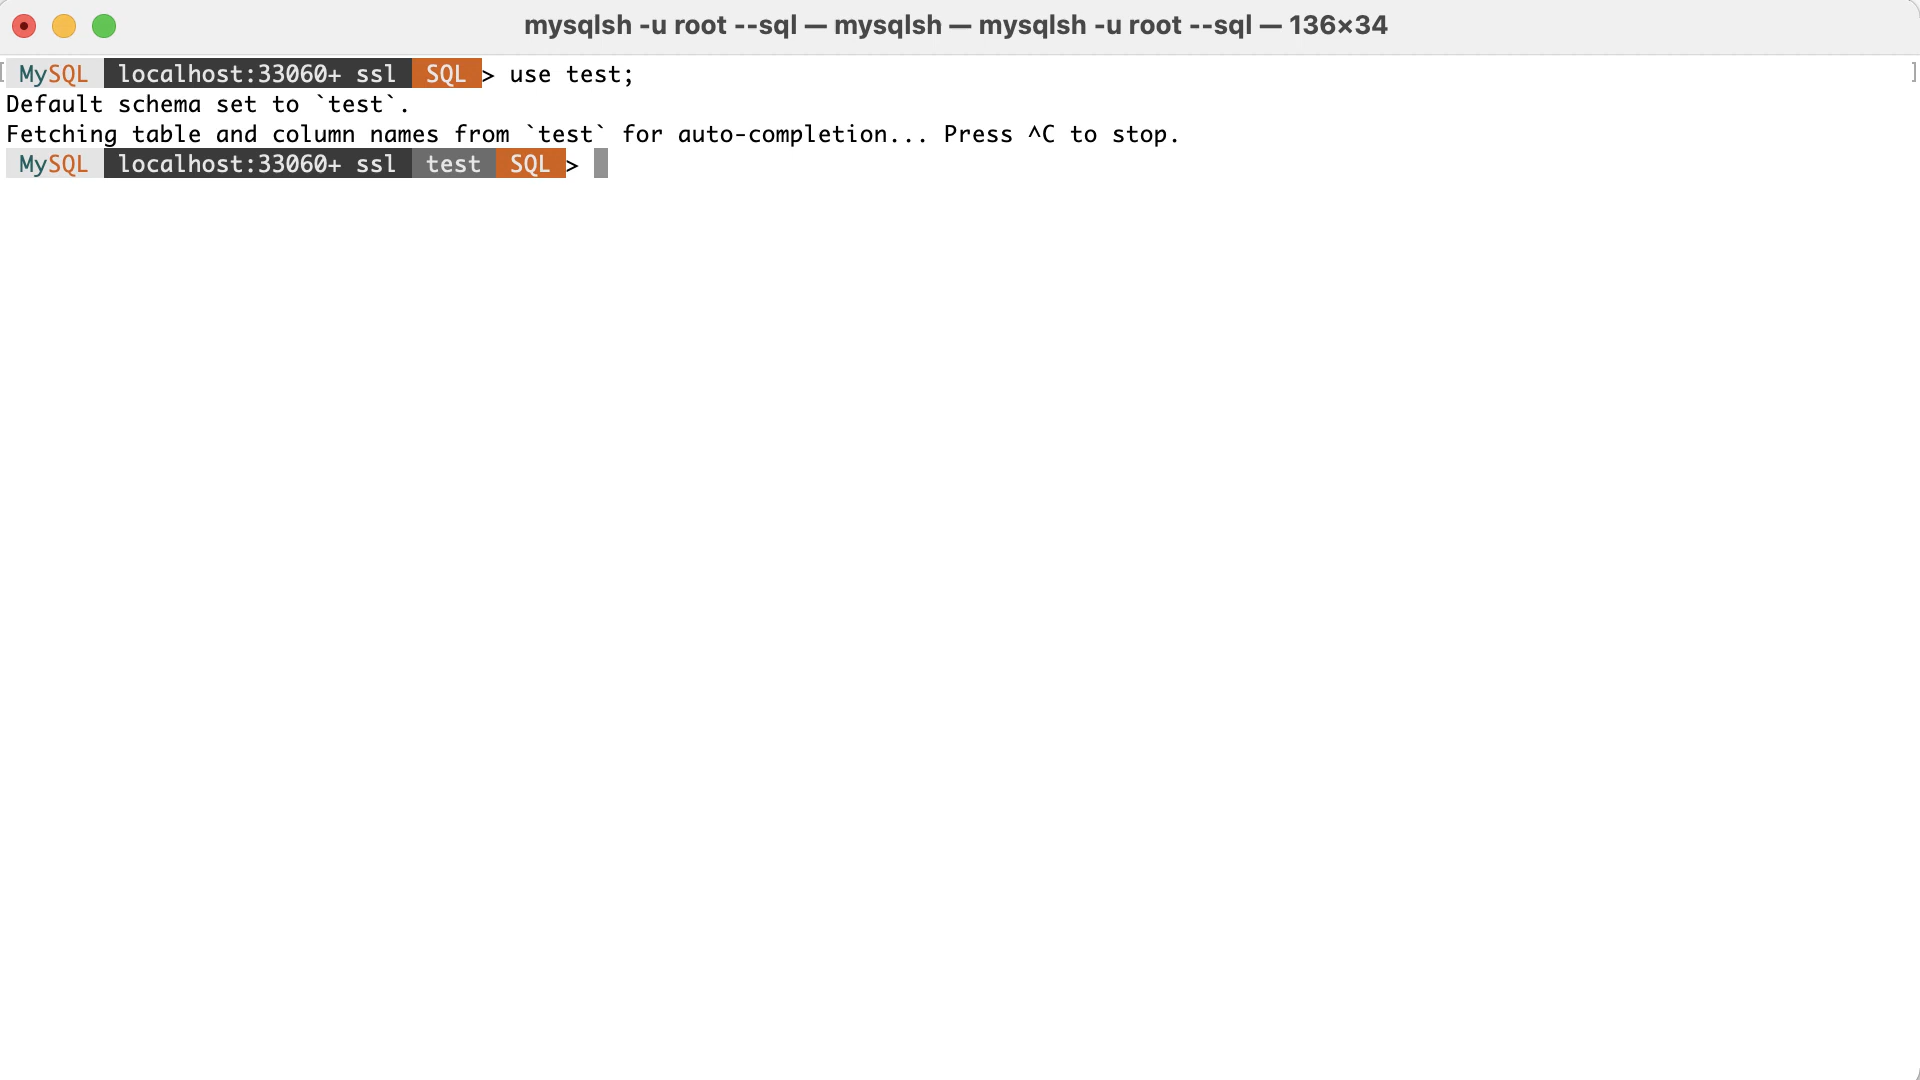 mysqlsh -u root --sql — mysqlsh — mysqlsh -u root --sql — 136×34
MySQL localhost:33060+ ssl SQL > use test;
Default schema set to `test`.
Fetching table and column names from `test` for auto-completion... Press ^C to stop.
MySQL localhost:33060+ ssl test SQL >